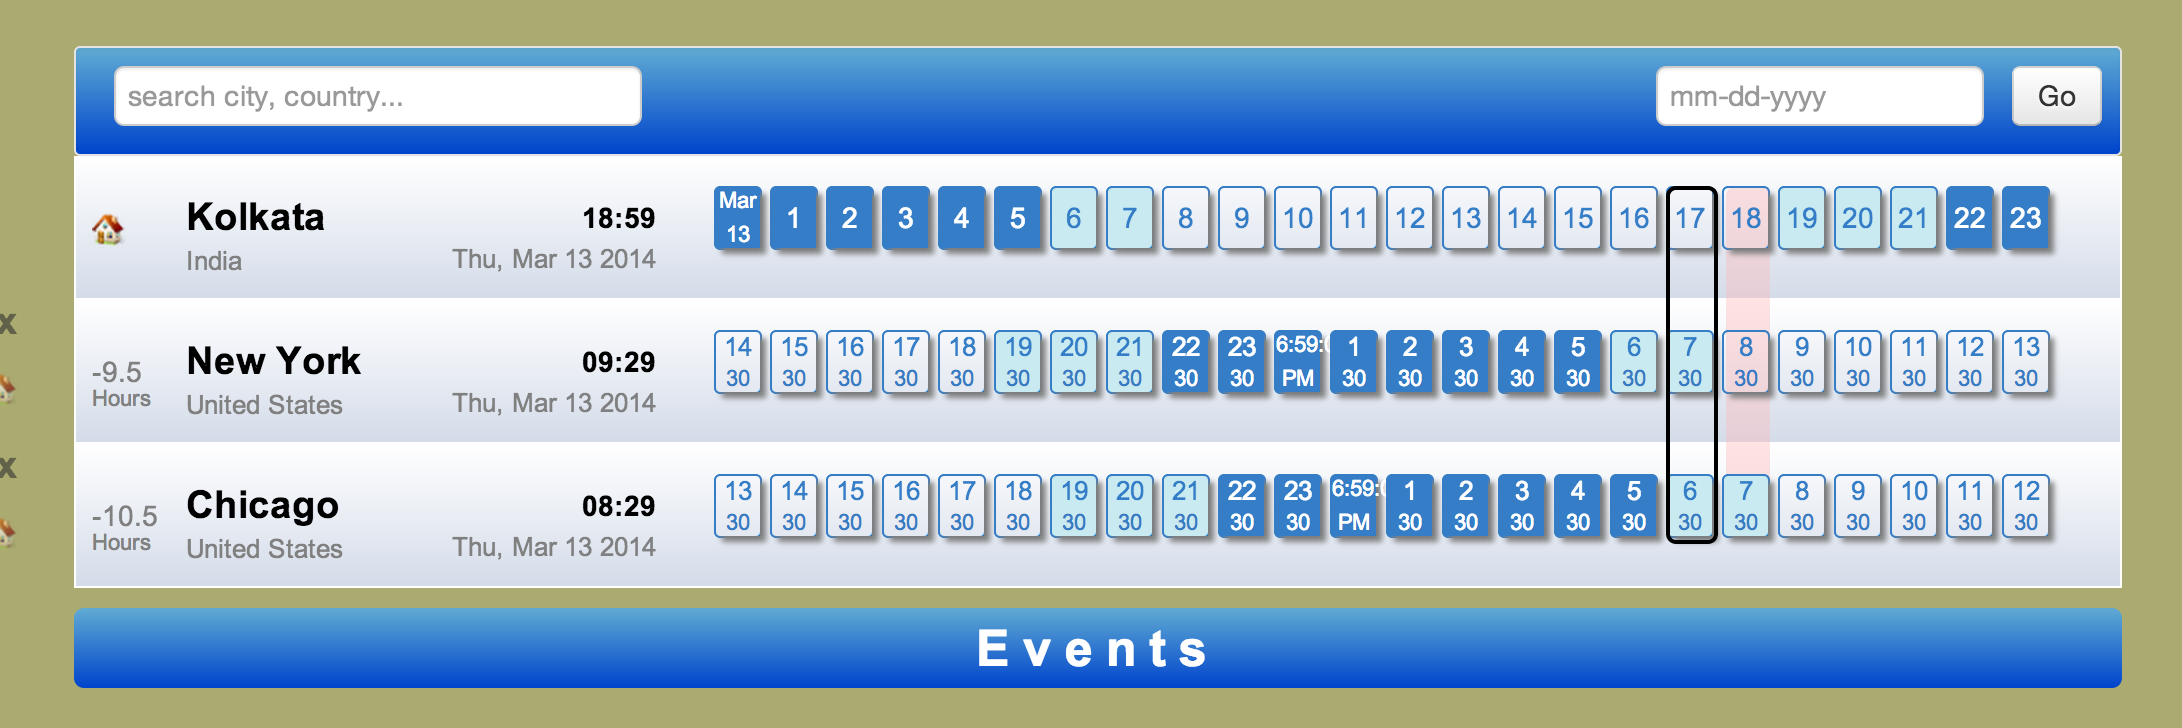 search city, country... mm-dd-yyyy Go
Kolkata 18:59 Mar 13 1 2 3 4 5 6 7 8 9 10 11 12 13 14 15 16 17 18 19 20 21 22 23
India Thu, Mar 13 2014
x
New York 09:29 14 15 16 17 18 19 20 21 22 23 6:59:0 1 2 3 4 5 6 7 8 9 10 11 12 13
-9.5 30 30 30 30 30 30 30 30 30 30 PM 30 30 30 30 30 30 30 30 30 30 30 30 30
Hours United States Thu, Mar 13 2014
x
Chicago 08:29 13 14 15 16 17 18 19 20 21 22 23 6:59:0 1 2 3 4 5 6 7 8 9 10 11 12
-10.5 30 30 30 30 30 30 30 30 30 30 30 PM 30 30 30 30 30 30 30 30 30 30 30 30
Hours United States Thu, Mar 13 2014
Events